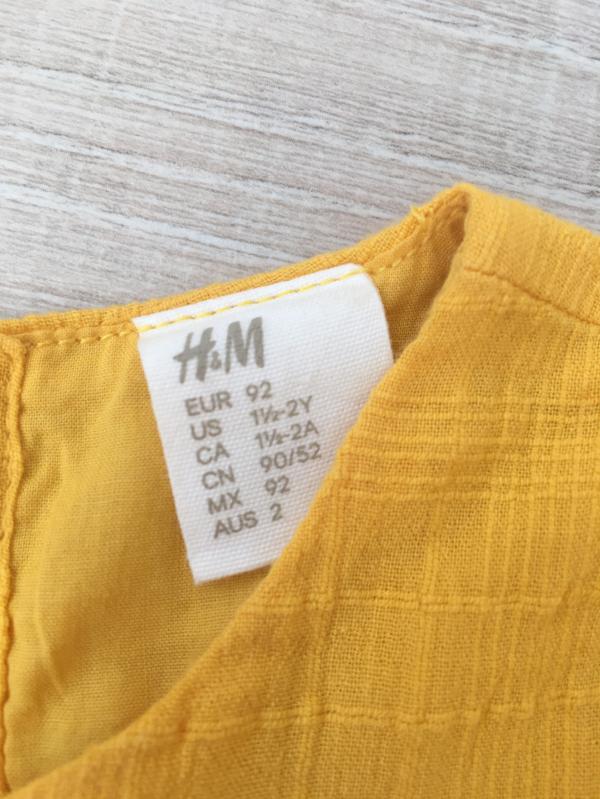 H&M
EUR 92
US 1½-2Y
CA 1½-2A
CN 90/52
MX 92
AUS 2